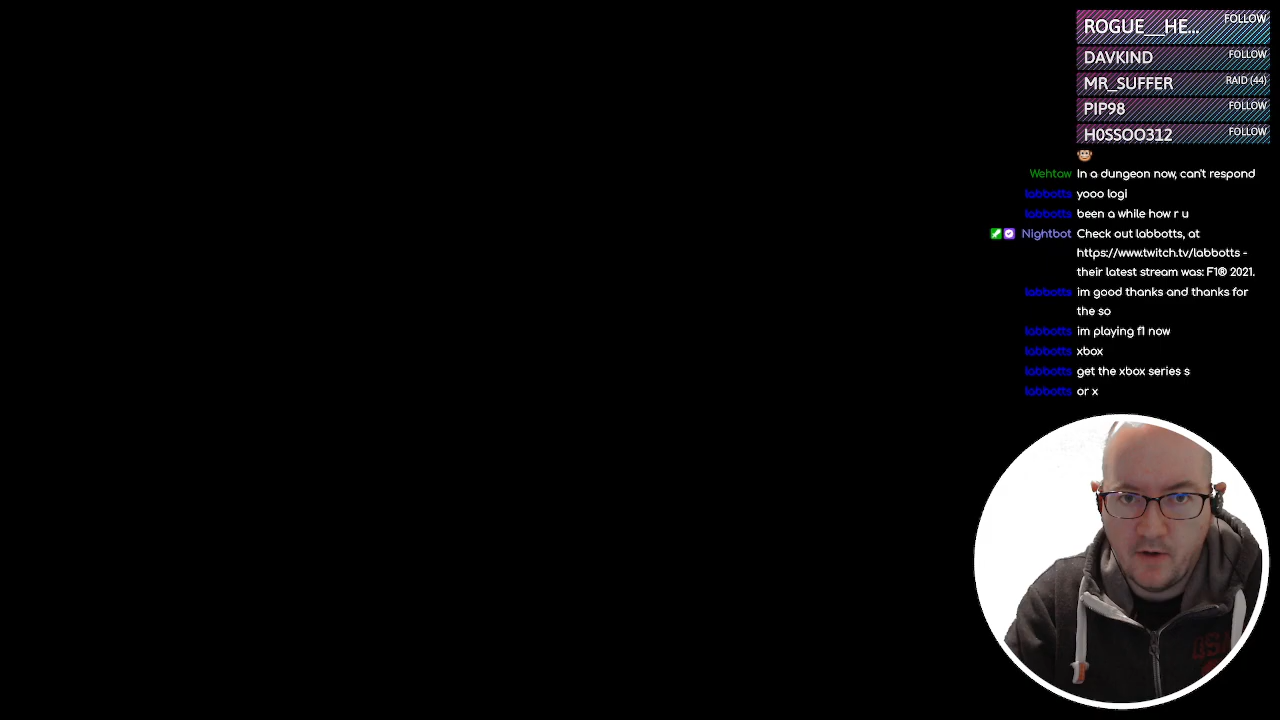 ROGUE__HE... FOLLOW
DAVKIND FOLLOW
MR_SUFFER RAID (44)
PIP98 FOLLOW
H0SSOO312 FOLLOW
Wehtaw In a dungeon now, can't respond
labbotts yooo logi
labbotts been a while how r u
Nightbot Check out labbotts, at
https://www.twitch.tv/labbotts -
their latest stream was: F1® 2021.
labbotts im good thanks and thanks for
the so
labbotts im playing f1 now
labbotts xbox
labbotts get the xbox series s
labbotts or x